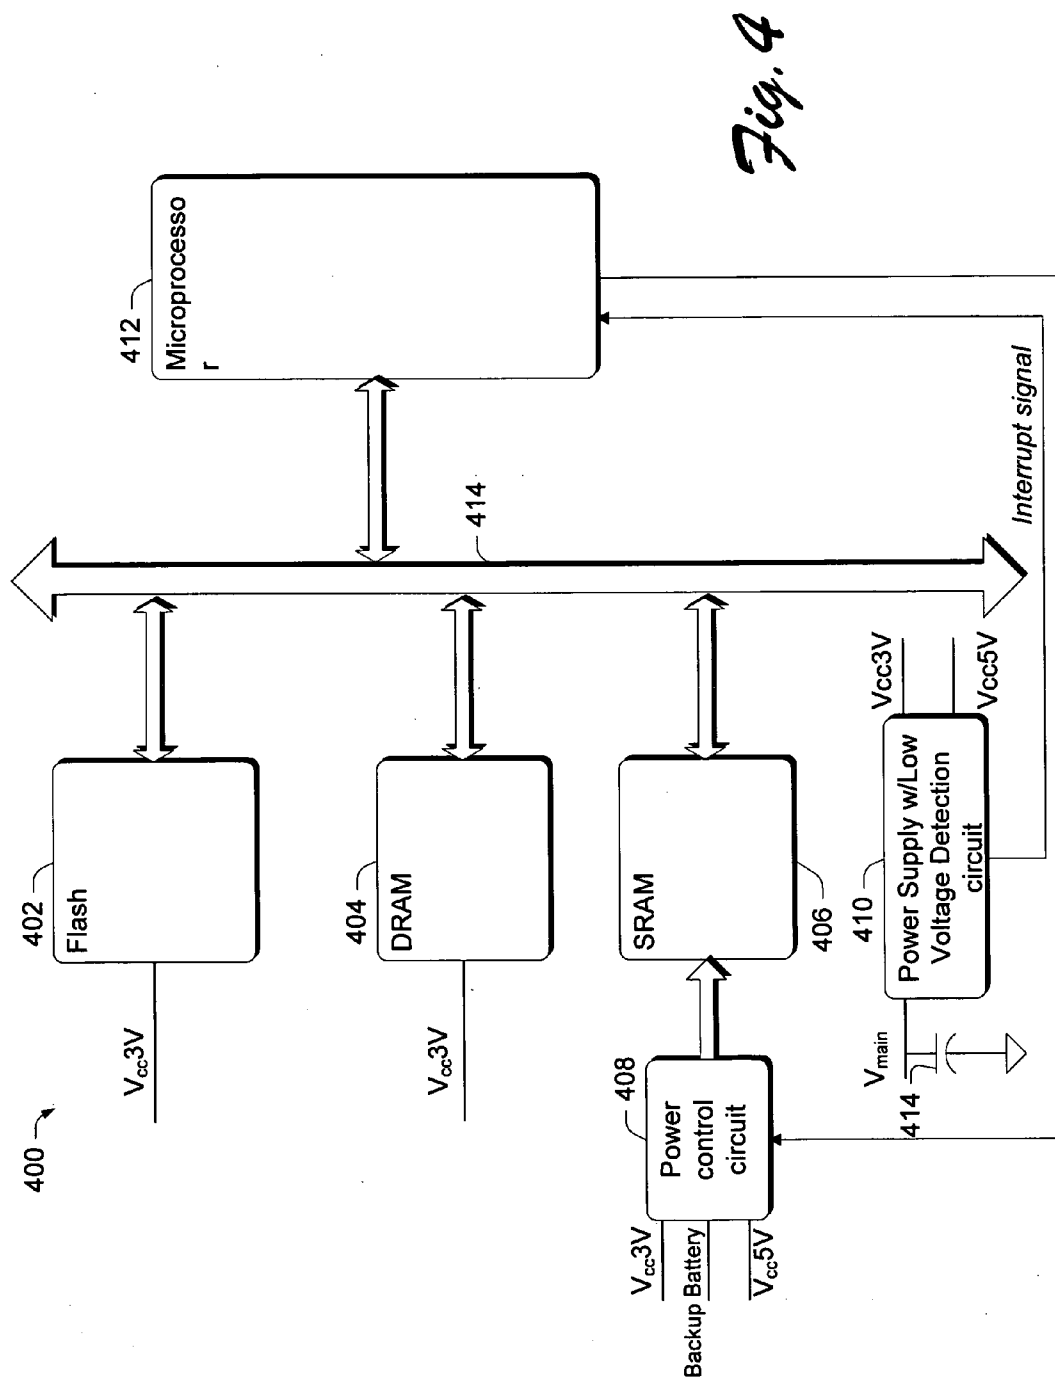 400
402
Flash
Vcc3V
404
DRAM
Vcc3V
SRAM
406
408
Power
control
circuit
Vcc3V
Backup Battery
Vcc5V
410
Power Supply w/Low
Voltage Detection
circuit
Vcc3V
Vcc5V
Vmain
414
412
Microprocesso
r
414
Interrupt signal
Fig. 4